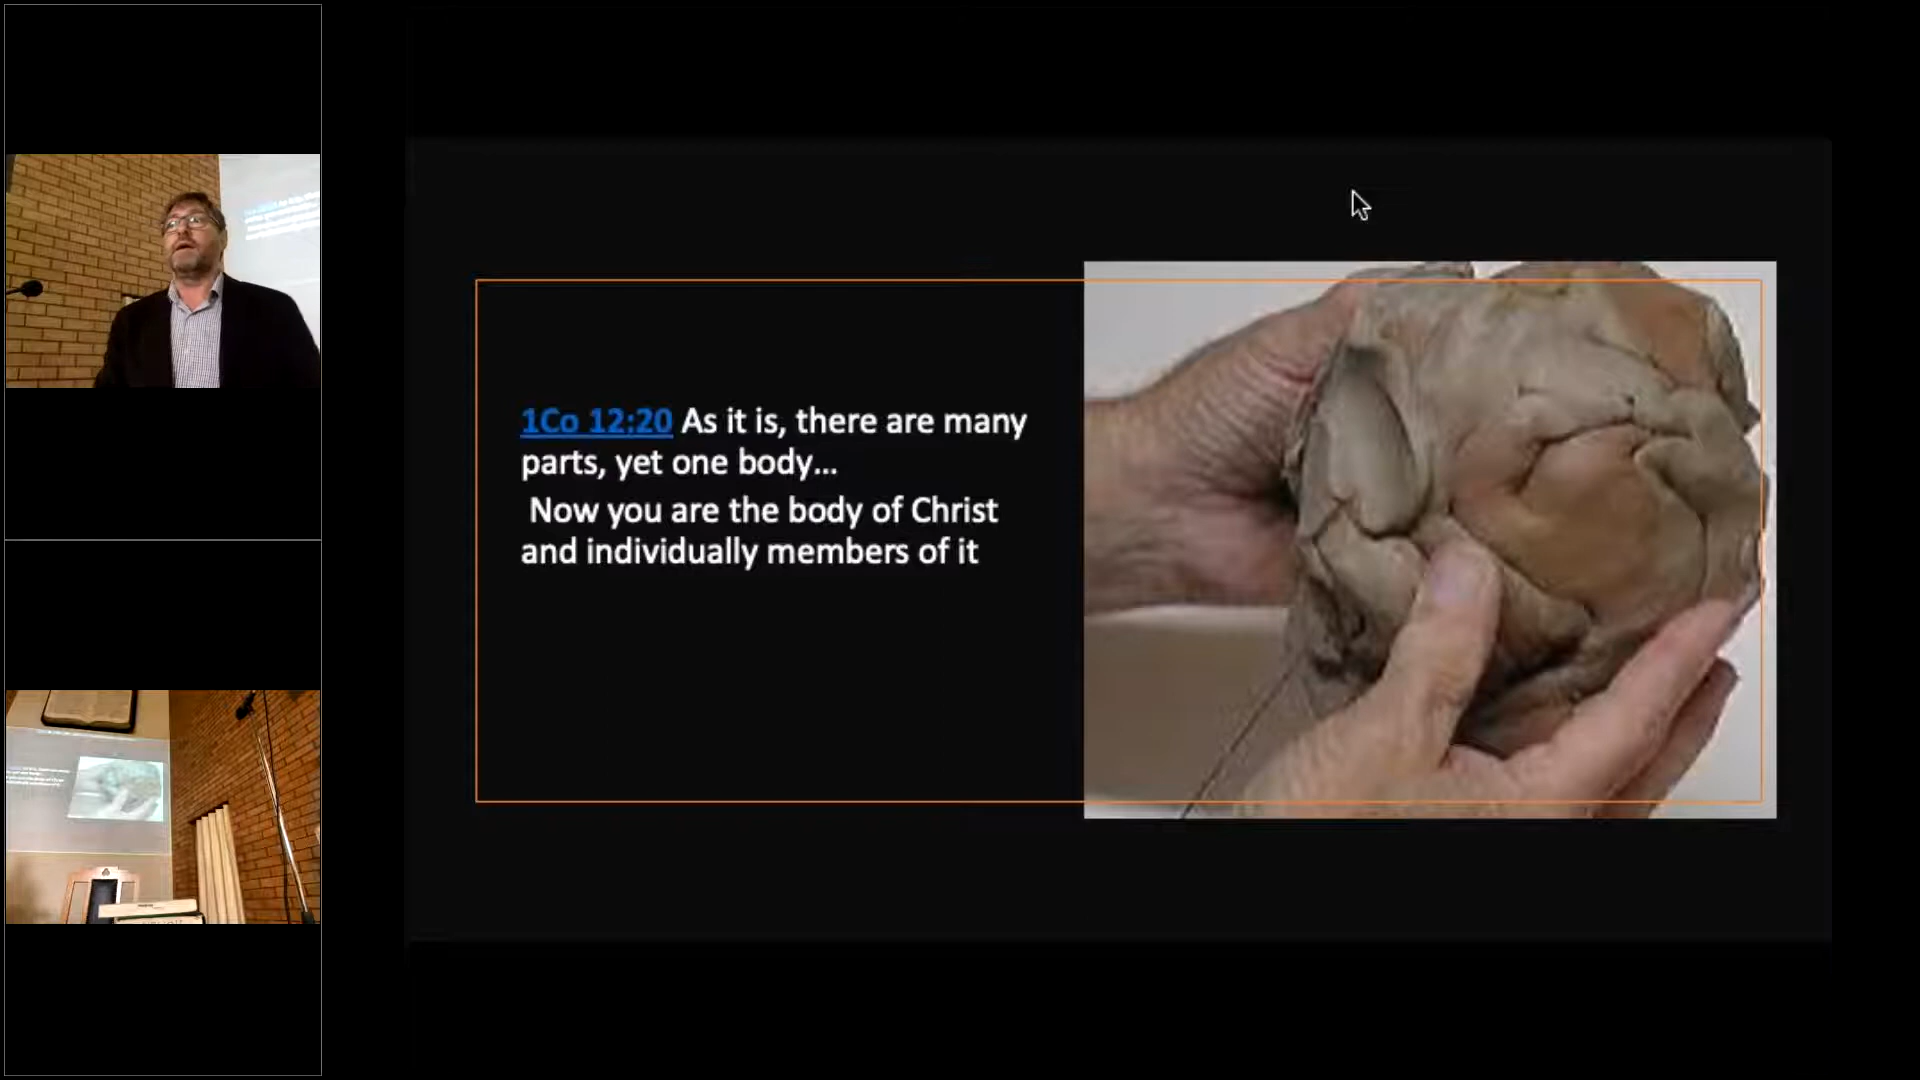 1Co 12:20 As it is, there are many
parts, yet one body...
Now you are the body of Christ
and individually members of it